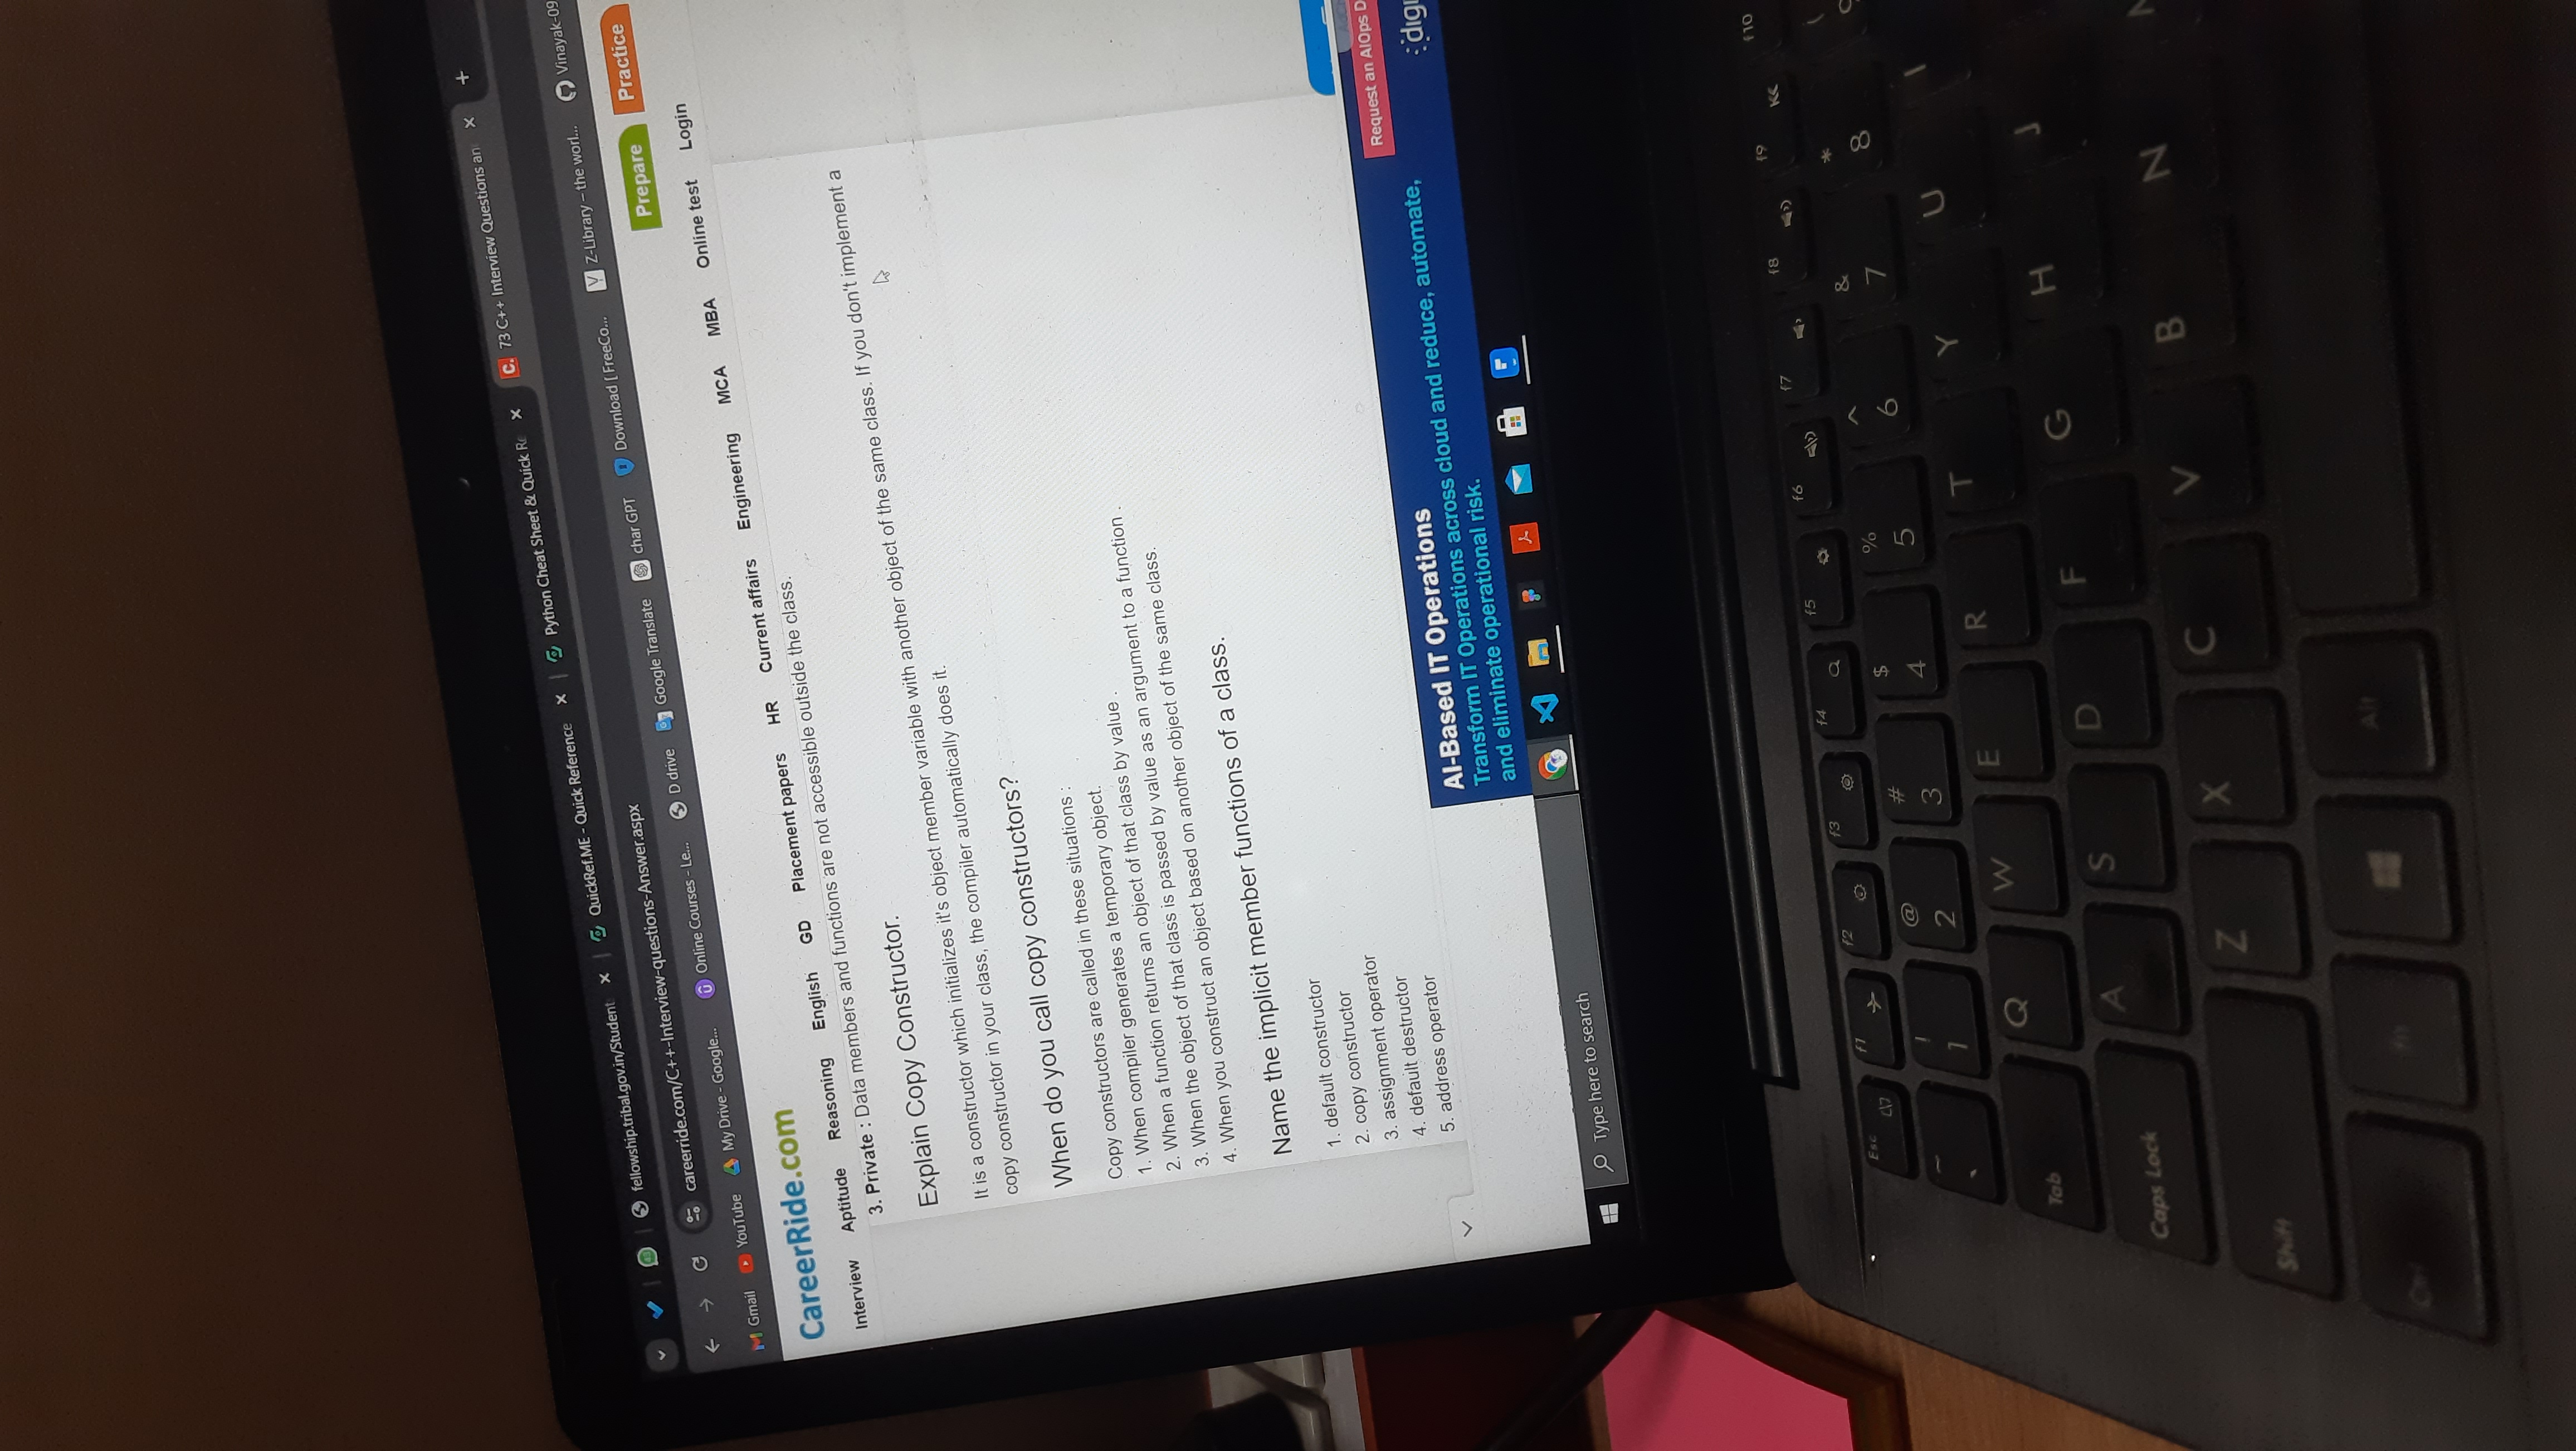 fellowship.tribal.gov.in/Student
QuickRef.ME - Quick Reference
Python Cheat Sheet & Quick Re
C. 73 C++ Interview Questions an
careerride.com/C++-Interview-questions-Answer.aspx
Gmail
YouTube
My Drive - Google...
Online Courses - Le...
D drive
Google Translate
char GPT
Download [ FreeCo...
Z-Library – the worl...
Vinayak-09
CareerRide.com
Prepare
Practice
Interview Aptitude Reasoning English GD Placement papers HR Current affairs Engineering MCA MBA Online test Login
3. Private : Data members and functions are not accessible outside the class.
Explain Copy Constructor.
It is a constructor which initializes it's object member variable with another object of the same class. If you don't implement a
copy constructor in your class, the compiler automatically does it.
When do you call copy constructors?
Copy constructors are called in these situations :
1. When compiler generates a temporary object.
2. When a function returns an object of that class by value .
3. When the object of that class is passed by value as an argument to a function .
4. When you construct an object based on another object of the same class.
Name the implicit member functions of a class.
1. default constructor
2. copy constructor
3. assignment operator
4. default destructor
5. address operator
AI-Based IT Operations
Transform IT Operations across cloud and reduce, automate,
and eliminate operational risk.
Request an AIOps D
Type here to search
Esc f1 f2 f3 f4 f5 f6 f7 f8 f9 f10
~ ! @ # $ % ^ & * (
` 1 2 3 4 5 6 7 8
Tab Q W E R T Y U I
Caps Lock A S D F G H J
Shift Z X C V B N
Alt